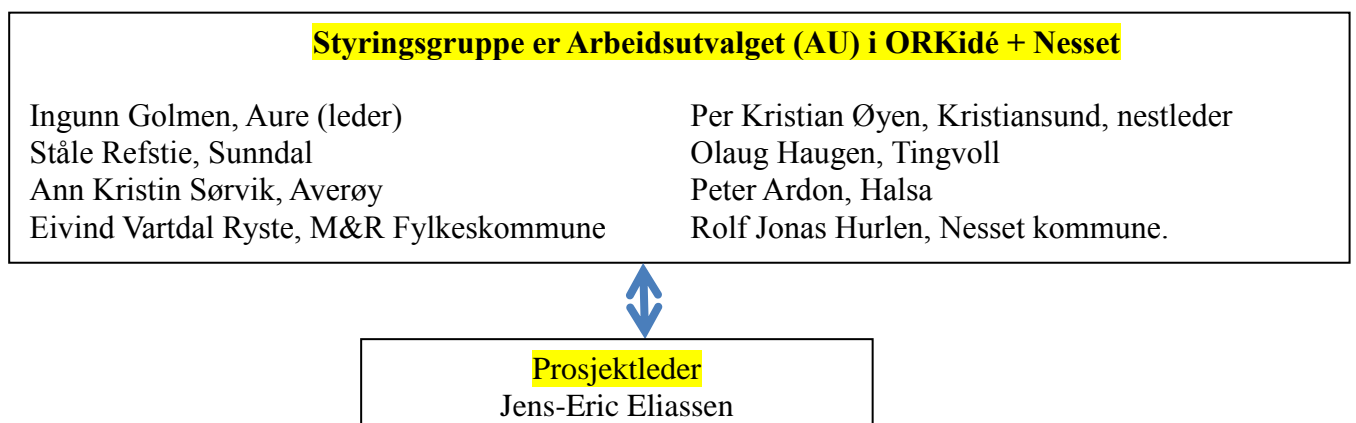 Styringsgruppe er Arbeidsutvalget (AU) i ORKidé + Nesset
Ingunn Golmen, Aure (leder)
Ståle Refstie, Sunndal
Ann Kristin Sørvik, Averøy
Eivind Vartdal Ryste, M&R Fylkeskommune
Per Kristian Øyen, Kristiansund, nestleder
Olaug Haugen, Tingvoll
Peter Ardon, Halsa
Rolf Jonas Hurlen, Nesset kommune.
Prosjektleder
Jens-Eric Eliassen